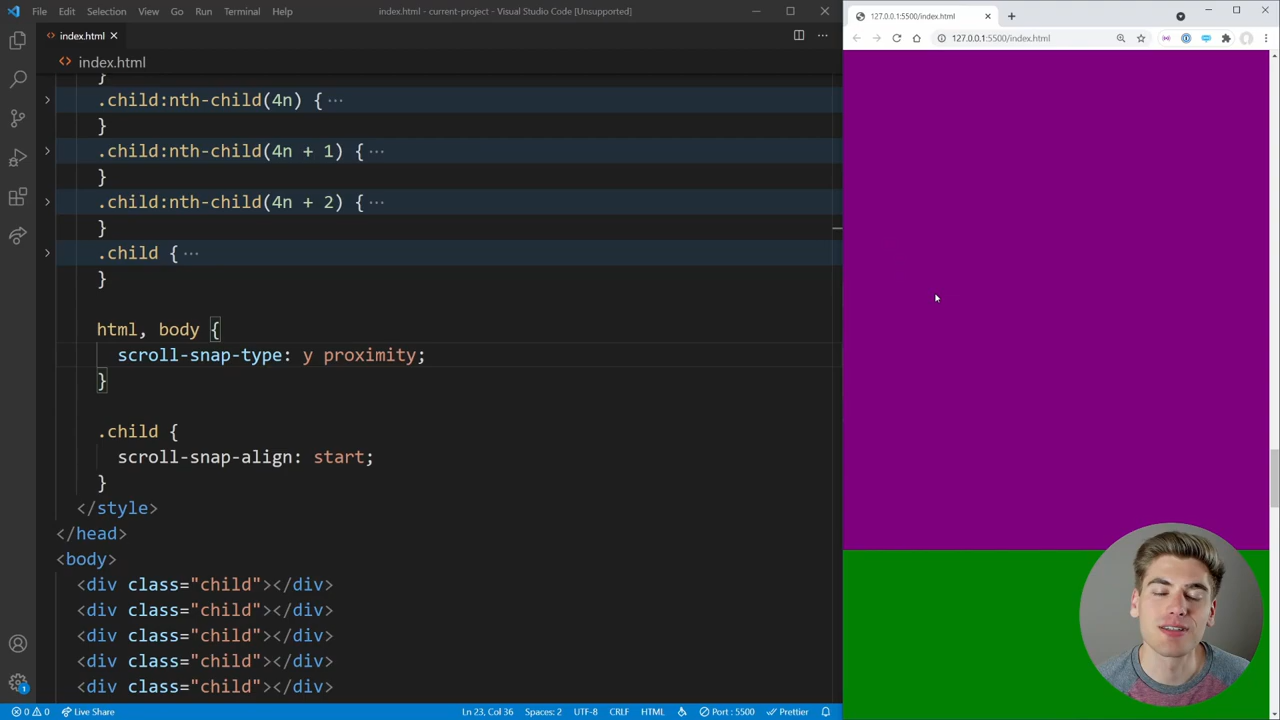 File Edit Selection View Go Run Terminal Help
index.html - current-project - Visual Studio Code [Unsupported]
index.html
index.html
}
.child:nth-child(4n) { ···
}
.child:nth-child(4n + 1) { ···
}
.child:nth-child(4n + 2) { ···
}
.child { ···
}
html, body {
scroll-snap-type: y proximity;
}
.child {
scroll-snap-align: start;
}
</style>
</head>
<body>
<div class="child"></div>
<div class="child"></div>
<div class="child"></div>
<div class="child"></div>
<div class="child"></div>
1
0 0 Live Share
Ln 23, Col 36 Spaces: 2 UTF-8 CRLF HTML Port : 5500 Prettier
127.0.0.1:5500/index.html
127.0.0.1:5500/index.html